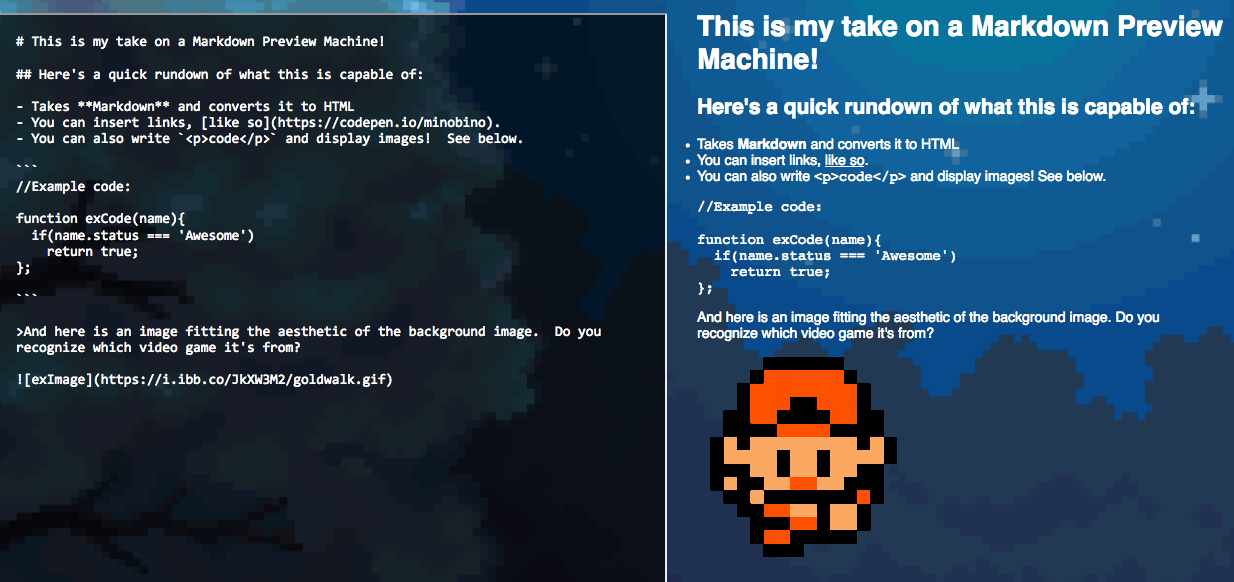 # This is my take on a Markdown Preview Machine!
## Here's a quick rundown of what this is capable of:
- Takes **Markdown** and converts it to HTML
- You can insert links, [like so](https://codepen.io/minobino).
- You can also write `<p>code</p>` and display images!  See below.
```
//Example code:
function exCode(name){
  if(name.status === 'Awesome')
    return true;
};
```
>And here is an image fitting the aesthetic of the background image.  Do you
recognize which video game it's from?
![exImage](https://i.ibb.co/JkXW3M2/goldwalk.gif)
This is my take on a Markdown Preview
Machine!
Here's a quick rundown of what this is capable of:
• Takes Markdown and converts it to HTML
• You can insert links, like so.
• You can also write <p>code</p> and display images! See below.
//Example code:
function exCode(name){
  if(name.status === 'Awesome')
    return true;
};
And here is an image fitting the aesthetic of the background image. Do you
recognize which video game it's from?